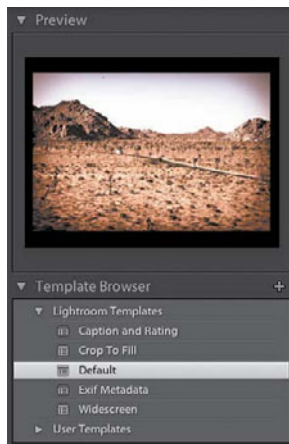 Preview
Template Browser
Lightroom Templates
Caption and Rating
Crop To Fill
Default
Exif Metadata
Widescreen
User Templates